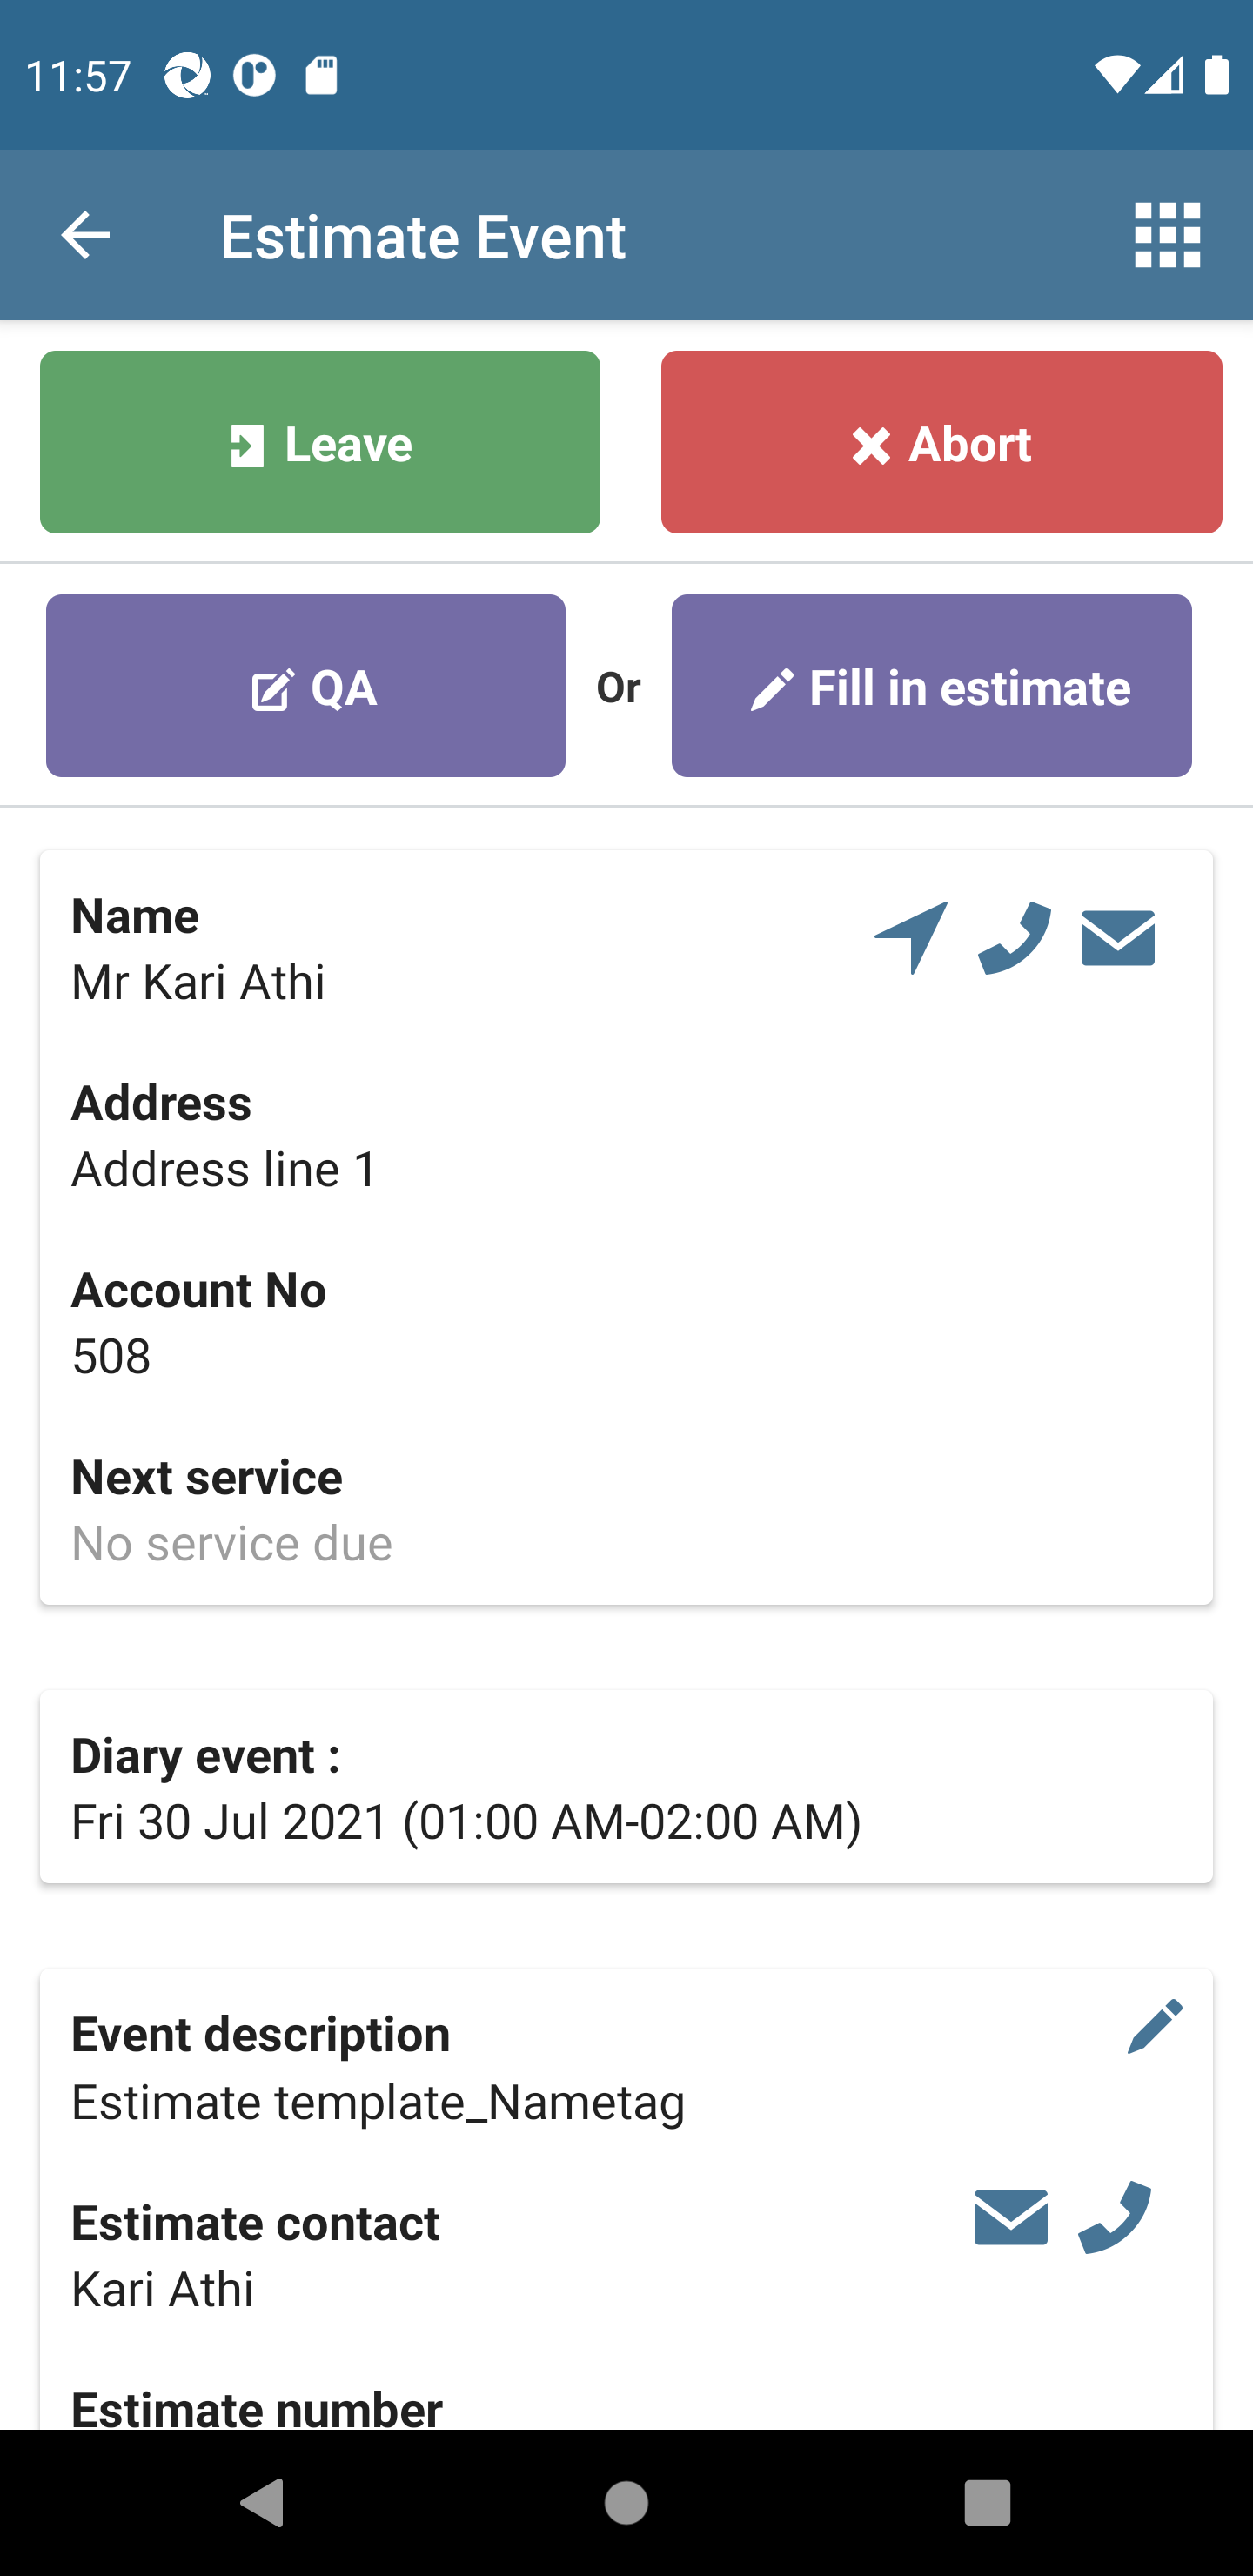 11:57
Estimate Event
Leave
Abort
QA
Or
Fill in estimate
Name
Mr Kari Athi
Address
Address line 1
Account No
508
Next service
No service due
Diary event :
Fri 30 Jul 2021 (01:00 AM-02:00 AM)
Event description
Estimate template_Nametag
Estimate contact
Kari Athi
Estimate number